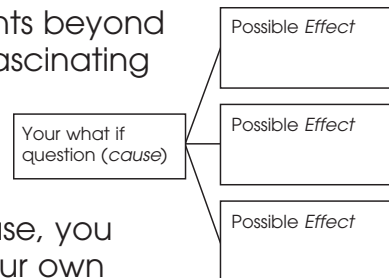 nts beyond
ascinating
Possible Effect
Your what if
question (cause)
Possible Effect
Possible Effect
use, you
ur own